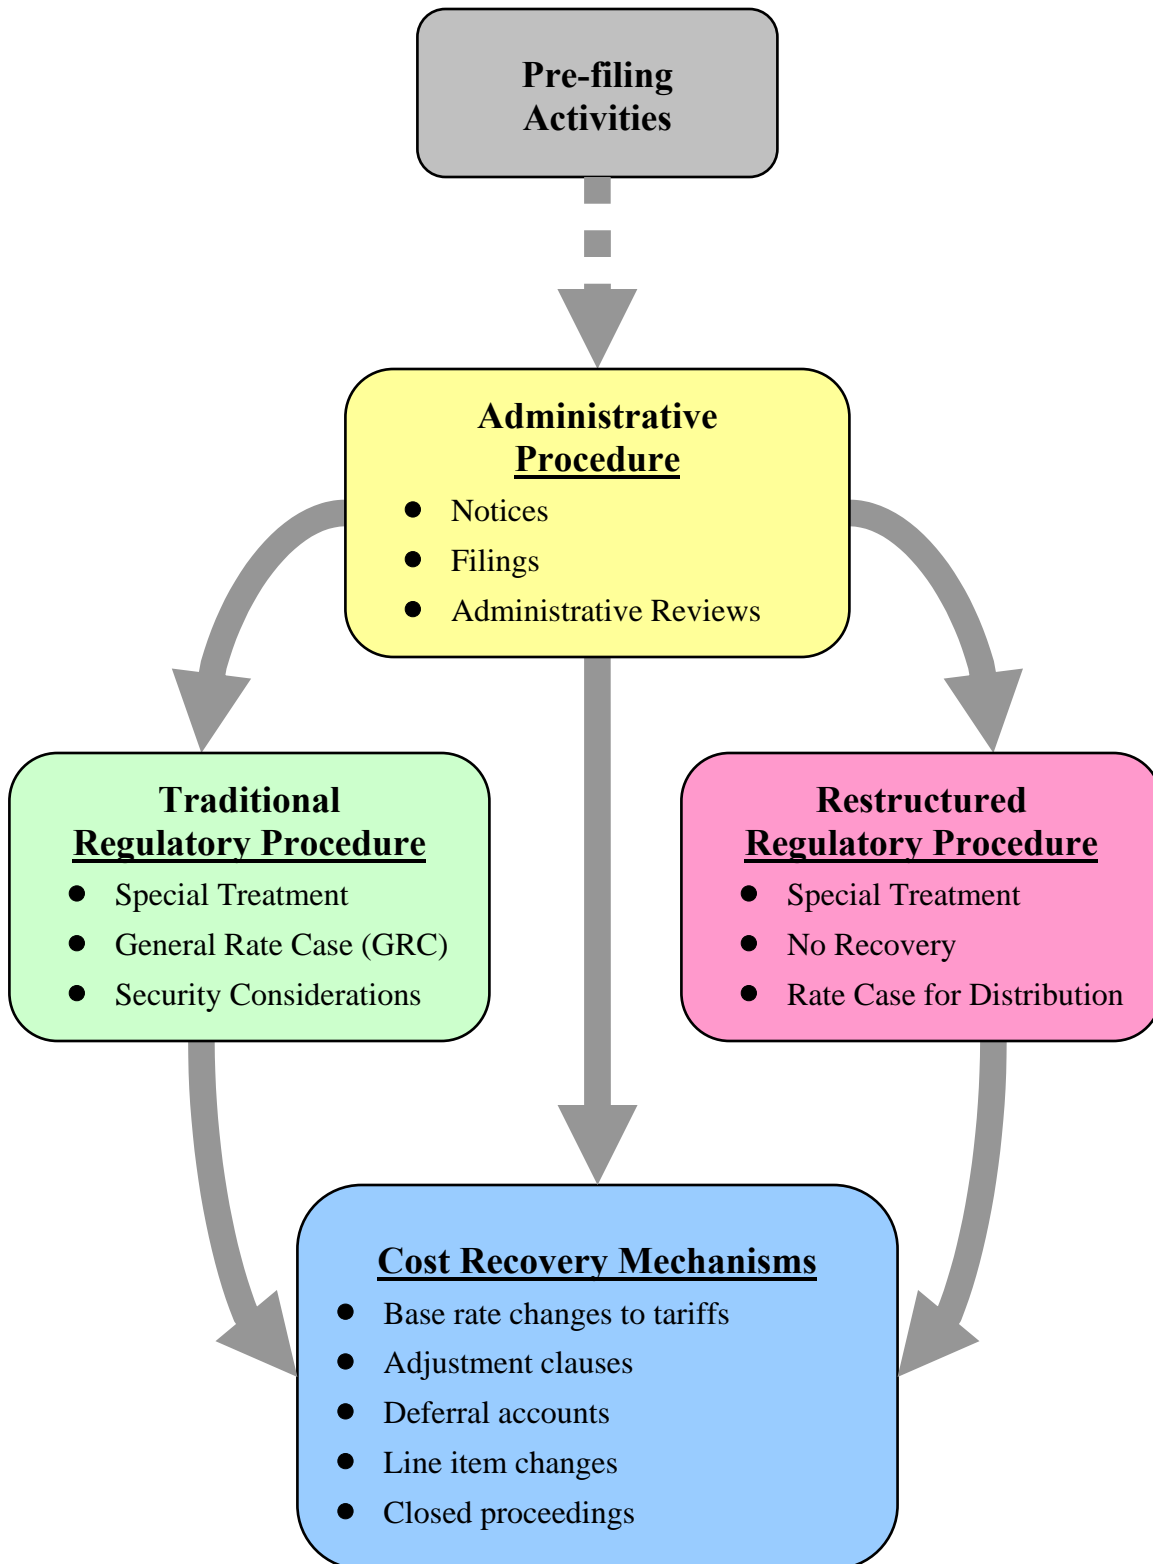 Pre-filing
Activities
Administrative
Procedure
● Notices
● Filings
● Administrative Reviews
Traditional
Regulatory Procedure
● Special Treatment
● General Rate Case (GRC)
● Security Considerations
Restructured
Regulatory Procedure
● Special Treatment
● No Recovery
● Rate Case for Distribution
Cost Recovery Mechanisms
● Base rate changes to tariffs
● Adjustment clauses
● Deferral accounts
● Line item changes
● Closed proceedings